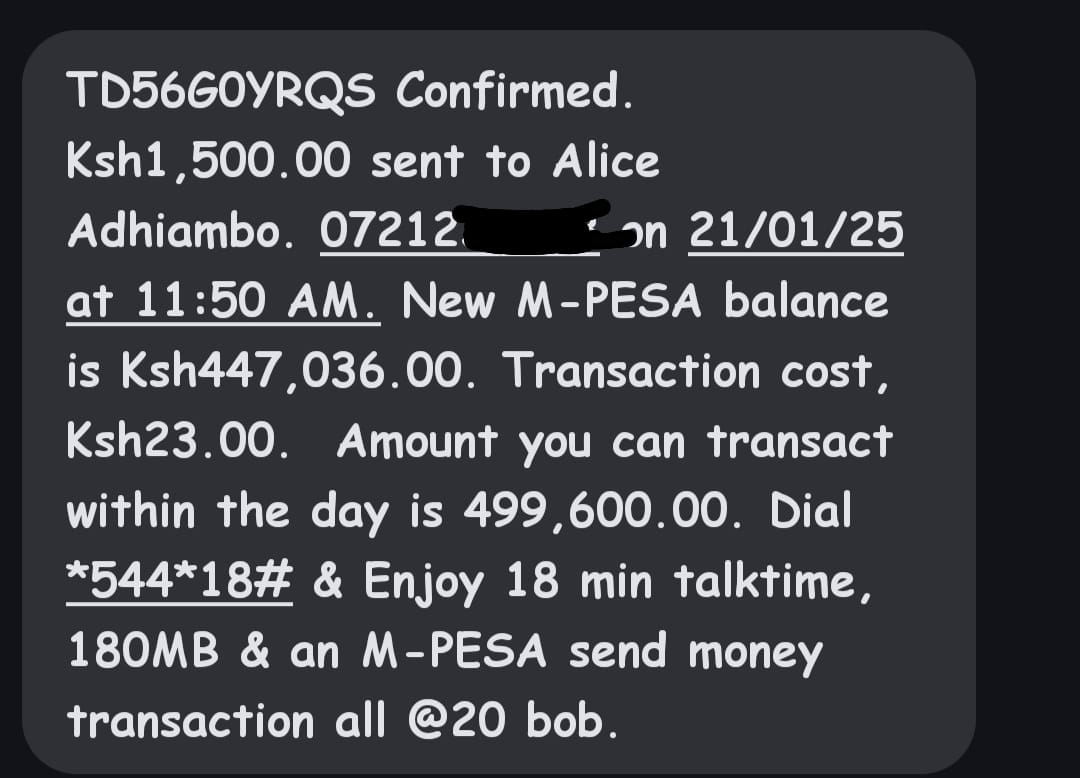 TD56G0YRQS Confirmed.
Ksh1,500.00 sent to Alice
Adhiambo. 07212 on 21/01/25
at 11:50 AM. New M-PESA balance
is Ksh447,036.00. Transaction cost,
Ksh23.00. Amount you can transact
within the day is 499,600.00. Dial
*544*18# & Enjoy 18 min talktime,
180MB & an M-PESA send money
transaction all @20 bob.